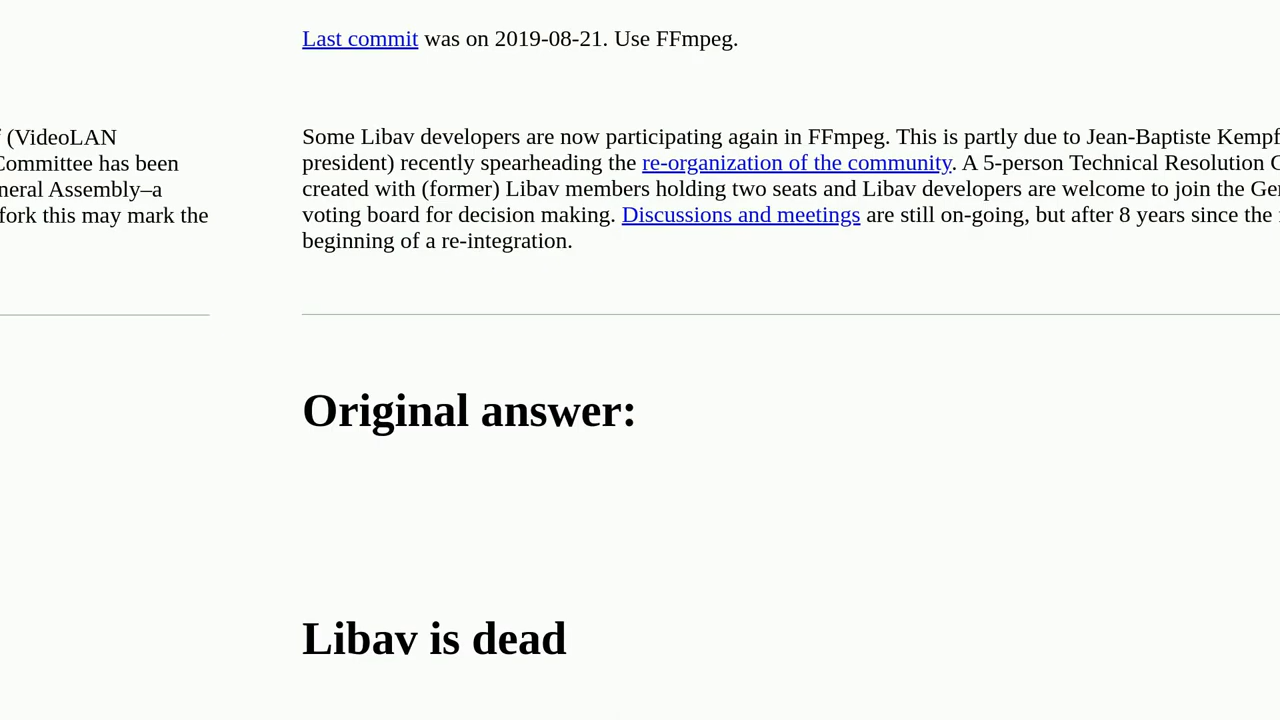 Last commit was on 2019-08-21. Use FFmpeg.
(VideoLAN
Committee has been
neral Assembly–a
fork this may mark the
Some Libav developers are now participating again in FFmpeg. This is partly due to Jean-Baptiste Kempf
president) recently spearheading the re-organization of the community. A 5-person Technical Resolution C
created with (former) Libav members holding two seats and Libav developers are welcome to join the Gen
voting board for decision making. Discussions and meetings are still on-going, but after 8 years since the
beginning of a re-integration.
Original answer:
Libav is dead